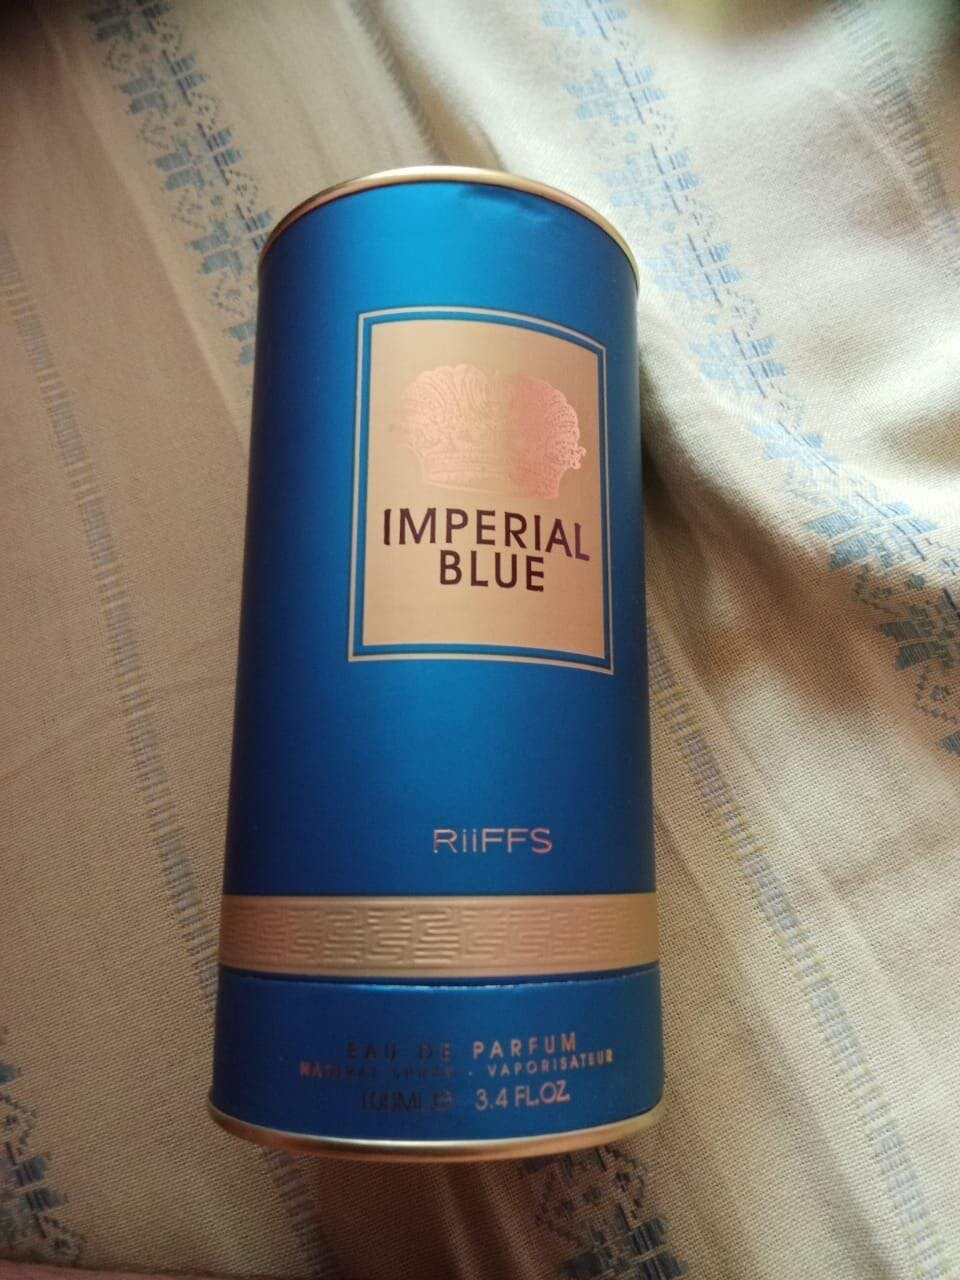 IMPERIAL
BLUE
RiiFFS
EAU DE PARFUM
NATURAL SPRAY - VAPORISATEUR
100ML ℮ 3.4 FL.OZ.